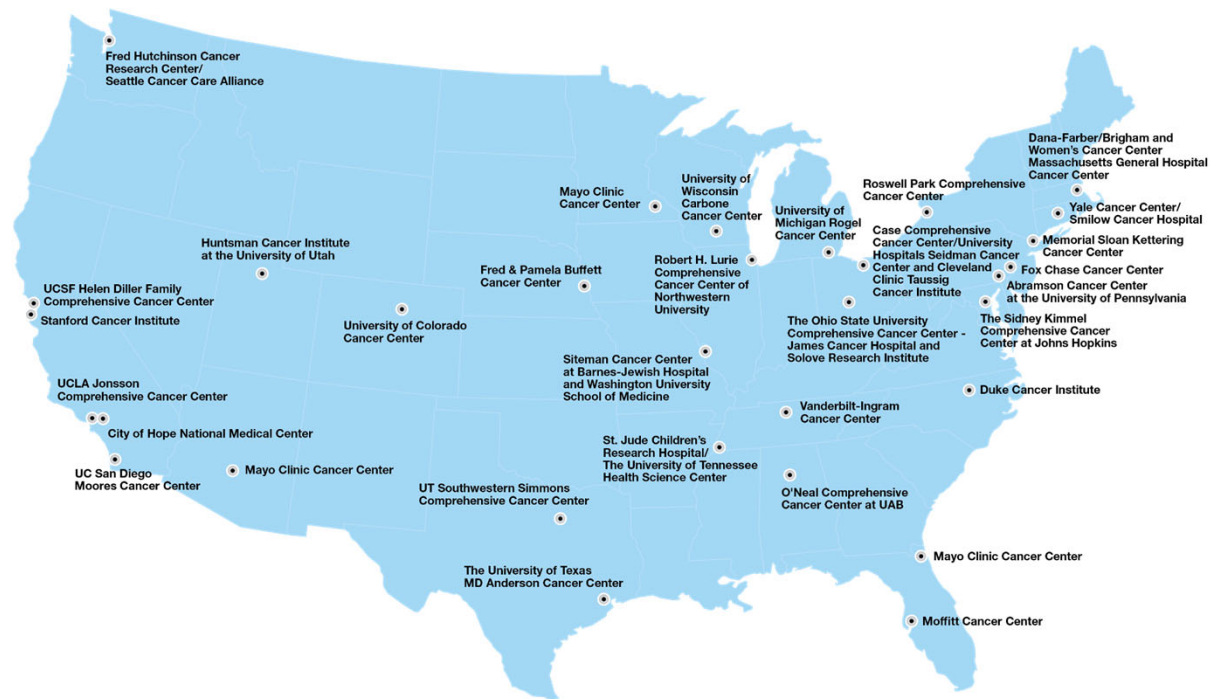 Fred Hutchinson Cancer
Research Center/
Seattle Cancer Care Alliance
Dana-Farber/Brigham and
Women's Cancer Center
Massachusetts General Hospital
Cancer Center
Mayo Clinic
Cancer Center
University of
Wisconsin
Carbone
Cancer Center
Roswell Park Comprehensive
Cancer Center
University of
Michigan Rogel
Cancer Center
Yale Cancer Center/
Smilow Cancer Hospital
Huntsman Cancer Institute
at the University of Utah
Case Comprehensive
Cancer Center/University
Hospitals Seidman Cancer
Center and Cleveland
Clinic Taussig
Cancer Institute
Memorial Sloan Kettering
Cancer Center
Fred & Pamela Buffett
Cancer Center
Robert H. Lurie
Comprehensive
Cancer Center of
Northwestern
University
Fox Chase Cancer Center
Abramson Cancer Center
at the University of Pennsylvania
UCSF Helen Diller Family
Comprehensive Cancer Center
Stanford Cancer Institute
University of Colorado
Cancer Center
The Ohio State University
Comprehensive Cancer Center -
James Cancer Hospital and
Solove Research Institute
The Sidney Kimmel
Comprehensive Cancer
Center at Johns Hopkins
Siteman Cancer Center
at Barnes-Jewish Hospital
and Washington University
School of Medicine
UCLA Jonsson
Comprehensive Cancer Center
Duke Cancer Institute
City of Hope National Medical Center
Vanderbilt-Ingram
Cancer Center
St. Jude Children's
Research Hospital/
The University of Tennessee
Health Science Center
UC San Diego
Moores Cancer Center
Mayo Clinic Cancer Center
UT Southwestern Simmons
Comprehensive Cancer Center
O'Neal Comprehensive
Cancer Center at UAB
Mayo Clinic Cancer Center
The University of Texas
MD Anderson Cancer Center
Moffitt Cancer Center